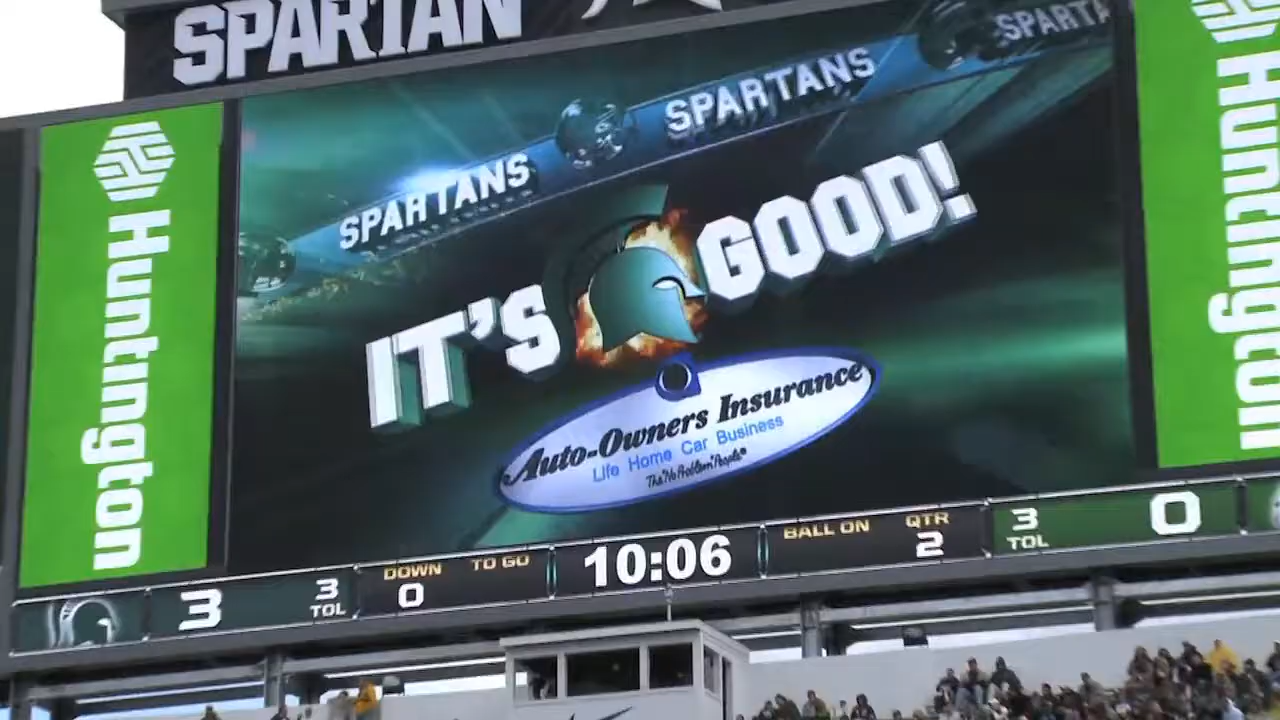 SPARTAN
SPARTANS
SPARTANS
SPARTA
Huntington
Huntington
IT'S GOOD!
Auto-Owners Insurance
Life Home Car Business
The "No Problem" People®
3
3
TOL
DOWN
0
TO GO
10:06
BALL ON
QTR
2
3
TOL
0